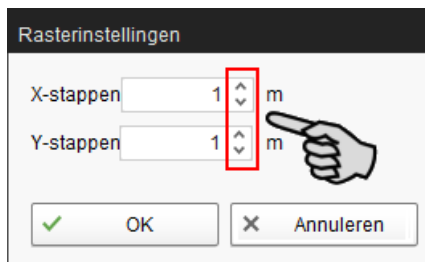 Rasterinstellingen
X-stappen 1 m
Y-stappen 1 m
OK Annuleren